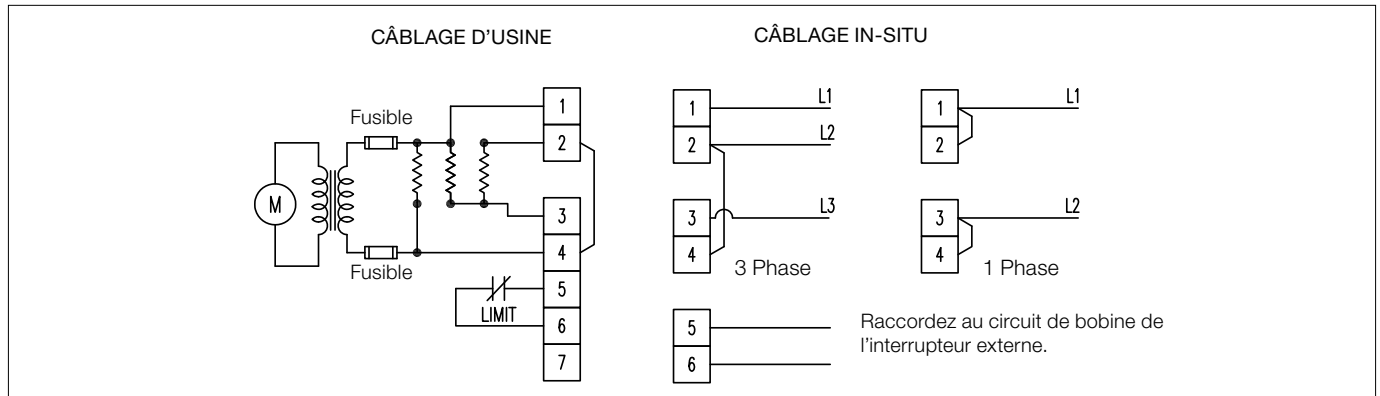 CÂBLAGE D'USINE
Fusible
M
Fusible
LIMIT
1
2
3
4
5
6
7
CÂBLAGE IN-SITU
1 L1
2 L2
3 L3
4
3 Phase
1 L1
2
3 L2
4
1 Phase
5
6
Raccordez au circuit de bobine de
l'interrupteur externe.